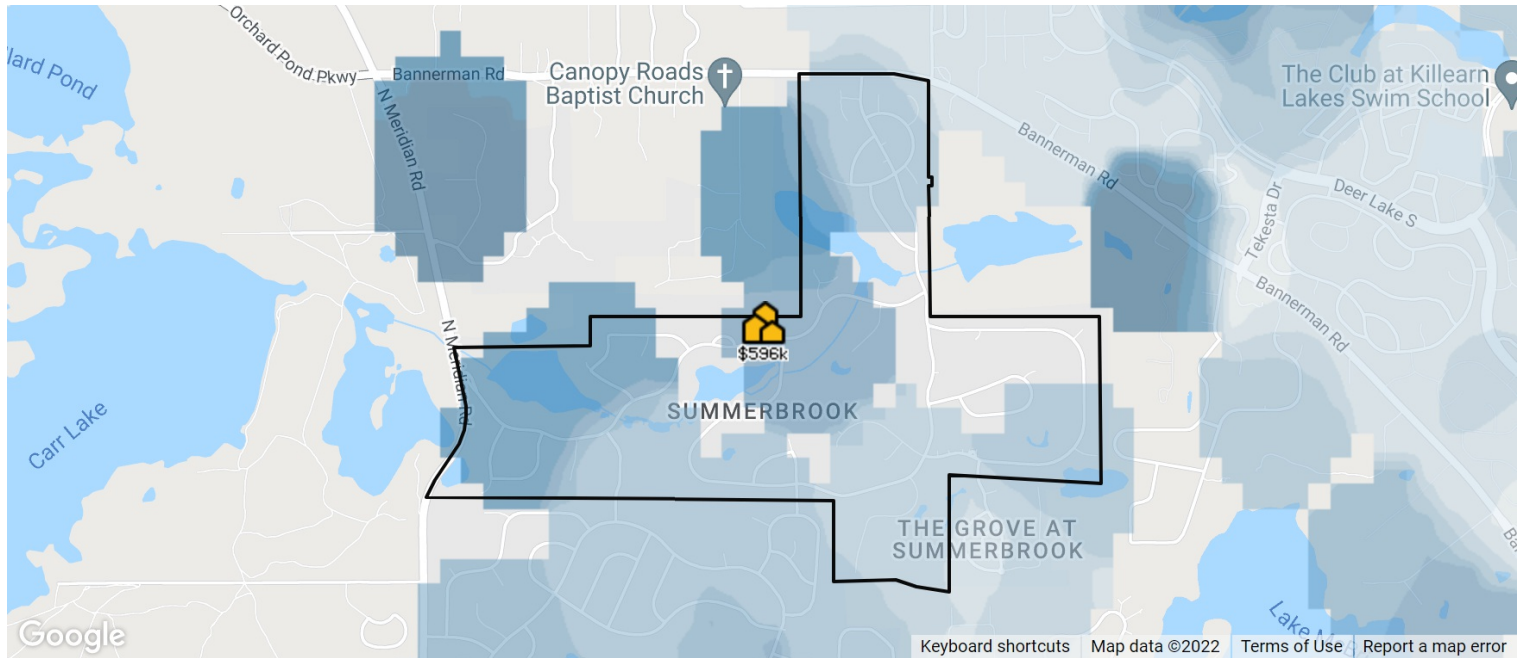 Orchard Pond Pkwy
Bannerman Rd
Canopy Roads
Baptist Church
The Club at Killearn
Lakes Swim School
lard Pond
N Meridian Rd
Bannerman Rd
Deer Lake S
Tekesta Dr
Bannerman Rd
N Meridian Rd
$596k
SUMMERBROOK
Carr Lake
THE GROVE AT
SUMMERBROOK
Google
Keyboard shortcuts
Map data ©2022
Terms of Use
Report a map error